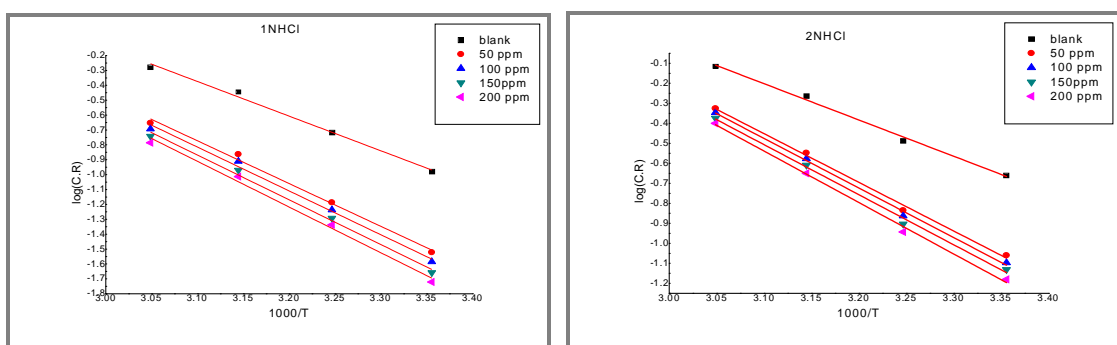 1NHCl
blank
50 ppm
100 ppm
150ppm
200 ppm
-0.2
-0.3
-0.4
-0.5
-0.6
-0.7
-0.8
-0.9
-1.0
-1.1
-1.2
-1.3
-1.4
-1.5
-1.6
-1.7
-1.8
log(C.R)
3.00 3.05 3.10 3.15 3.20 3.25 3.30 3.35 3.40
1000/T
2NHCl
blank
50 ppm
100 ppm
150ppm
200 ppm
-0.1
-0.2
-0.3
-0.4
-0.5
-0.6
-0.7
-0.8
-0.9
-1.0
-1.1
-1.2
log(C.R)
3.00 3.05 3.10 3.15 3.20 3.25 3.30 3.35 3.40
1000/T